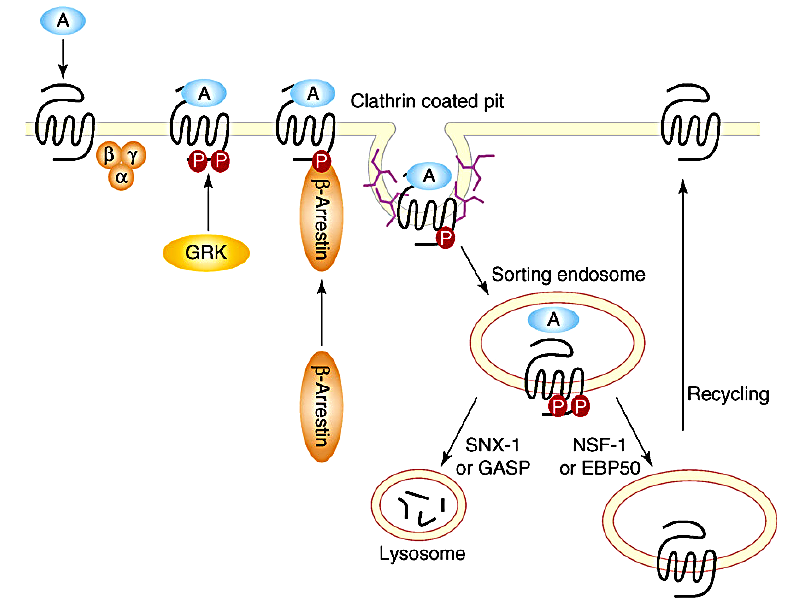 A
A
A
Clathrin coated pit
β γ
α
P P
P
A
β-Arrestin
GRK
P
Sorting endosome
A
β-Arrestin
P P
Recycling
SNX-1
or GASP
NSF-1
or EBP50
Lysosome